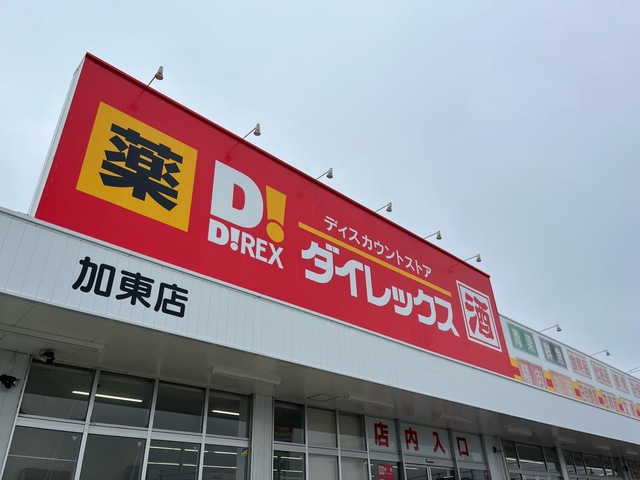 薬
D!
D!REX
ディスカウントストア
ダイレックス
酒
加東店
店内入口